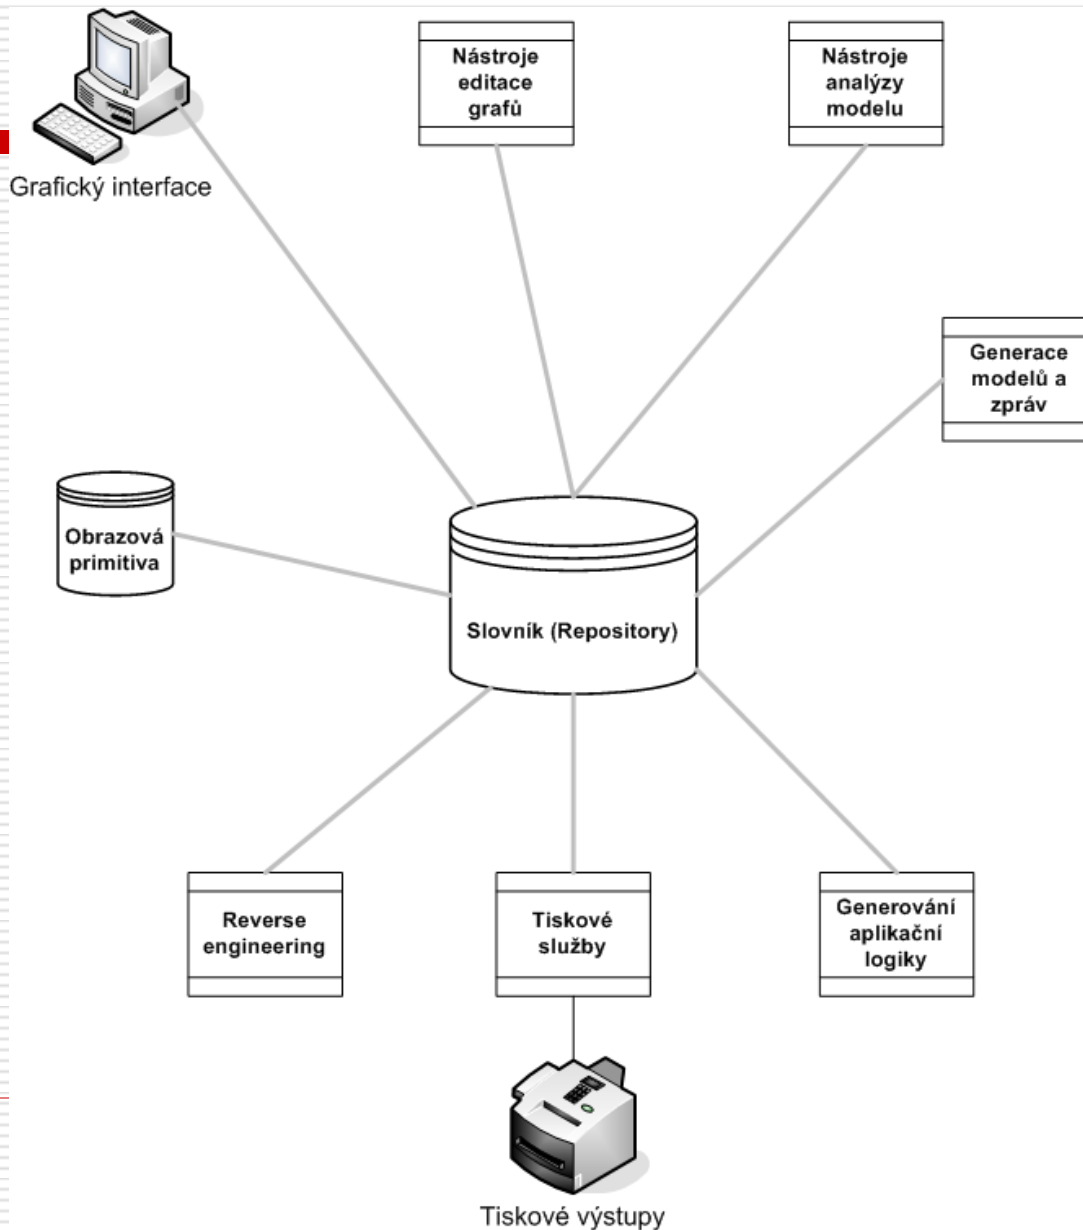 Nástroje
editace
grafů
Nástroje
analýzy
modelu
Grafický interface
Generace
modelů a
zpráv
Obrazová
primitiva
Slovník (Repository)
Reverse
engineering
Tiskové
služby
Generování
aplikační
logiky
Tiskové výstupy